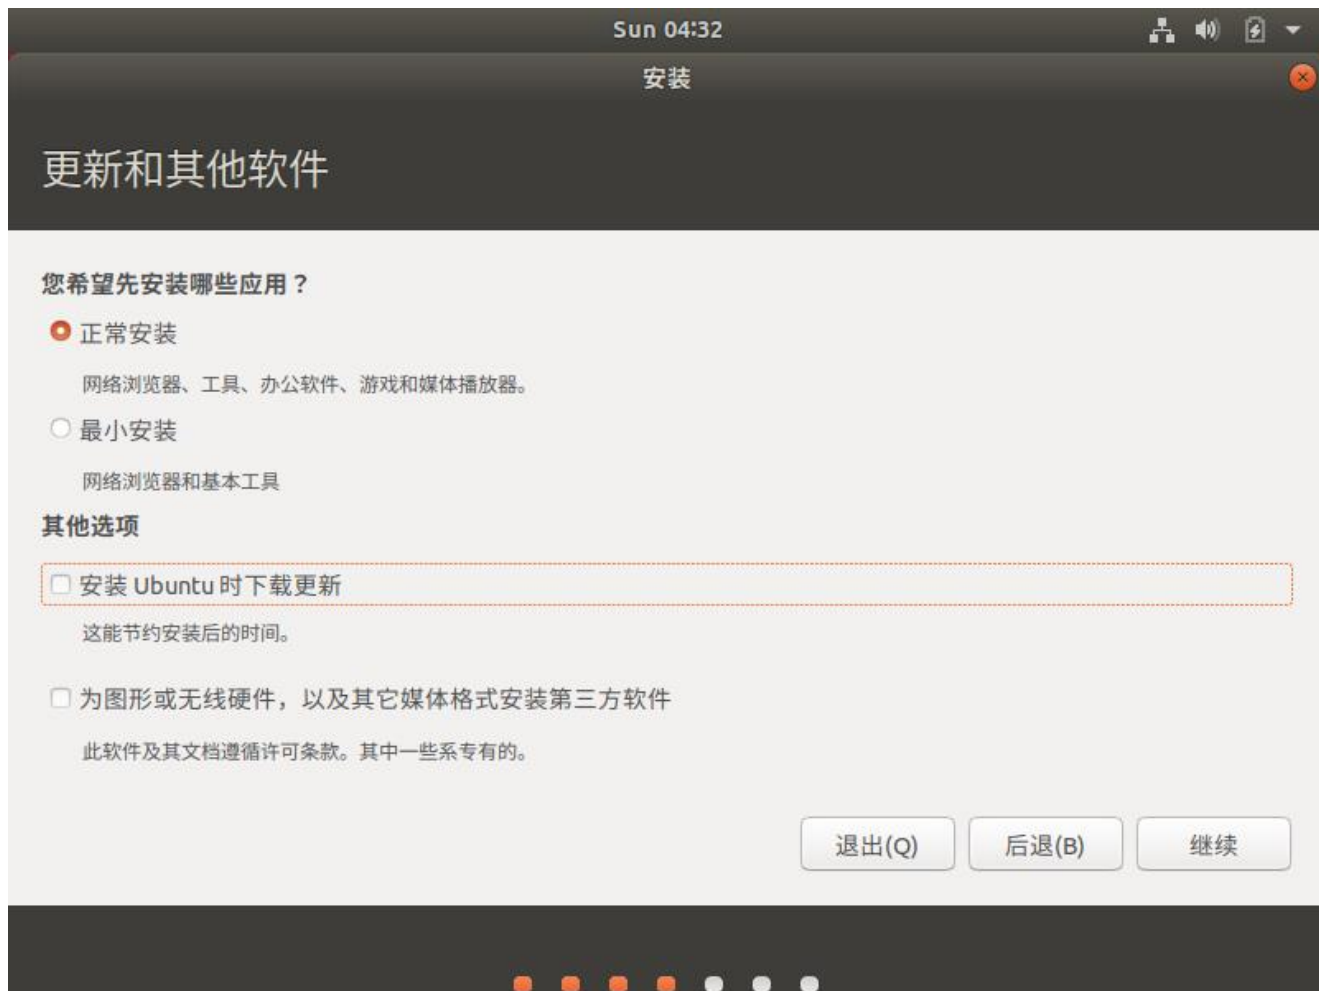 Sun 04:32
安装
更新和其他软件
您希望先安装哪些应用？
正常安装
网络浏览器、工具、办公软件、游戏和媒体播放器。
最小安装
网络浏览器和基本工具
其他选项
安装 Ubuntu 时下载更新
这能节约安装后的时间。
为图形或无线硬件，以及其它媒体格式安装第三方软件
此软件及其文档遵循许可条款。其中一些系专有的。
退出(Q) 后退(B) 继续